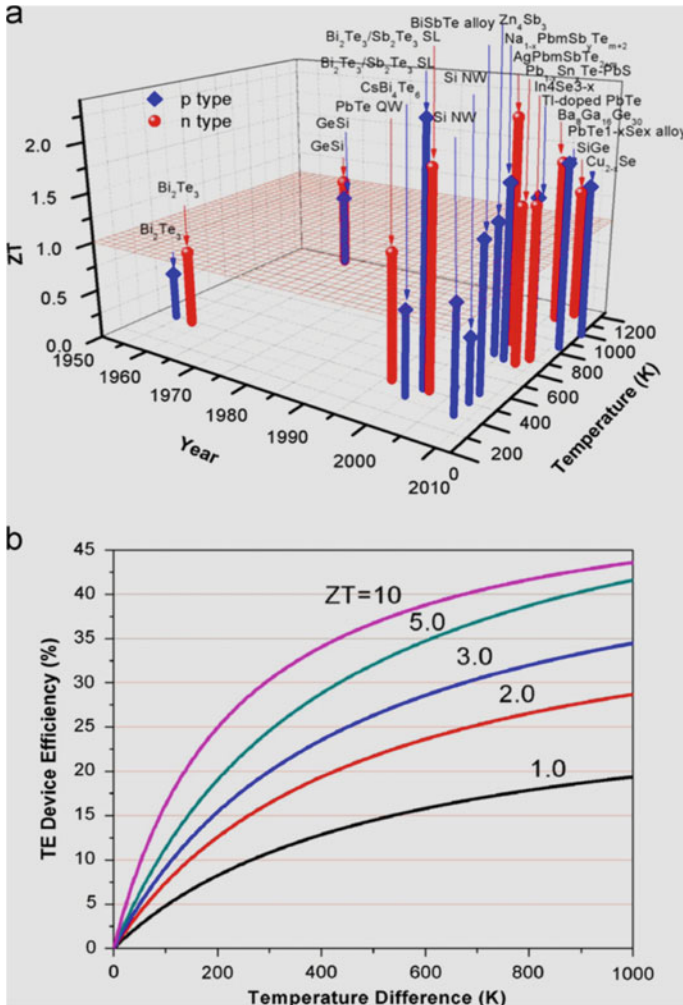 a
BiSbTe alloy Zn₄Sb₃
Bi₂Te₃/Sb₂Te₃ SL
Na₁₋ₓPbmSbᵧTeₘ₊₂
Bi₂Te₃/Sb₂Te₃ SL
CsBi₄Te₆
Si NW
In4Se3-x
PbTe QW
Tl-doped PbTe
GeSi
Si NW
Ba₈Ga₁₆Ge₃₀
PbTe1-xSex alloy
GeSi
SiGe
Cu₂₋ₓSe
p type
n type
Bi₂Te₃
Bi₂Te₃
ZT
2.0
1.5
1.0
0.5
0.0
1950
1960
1970
1980
1990
2000
2010
Year
0
200
400
600
800
1000
1200
Temperature (K)
b
TE Device Efficiency (%)
45
40
35
30
25
20
15
10
5
0
ZT=10
5.0
3.0
2.0
1.0
0
200
400
600
800
1000
Temperature Difference (K)